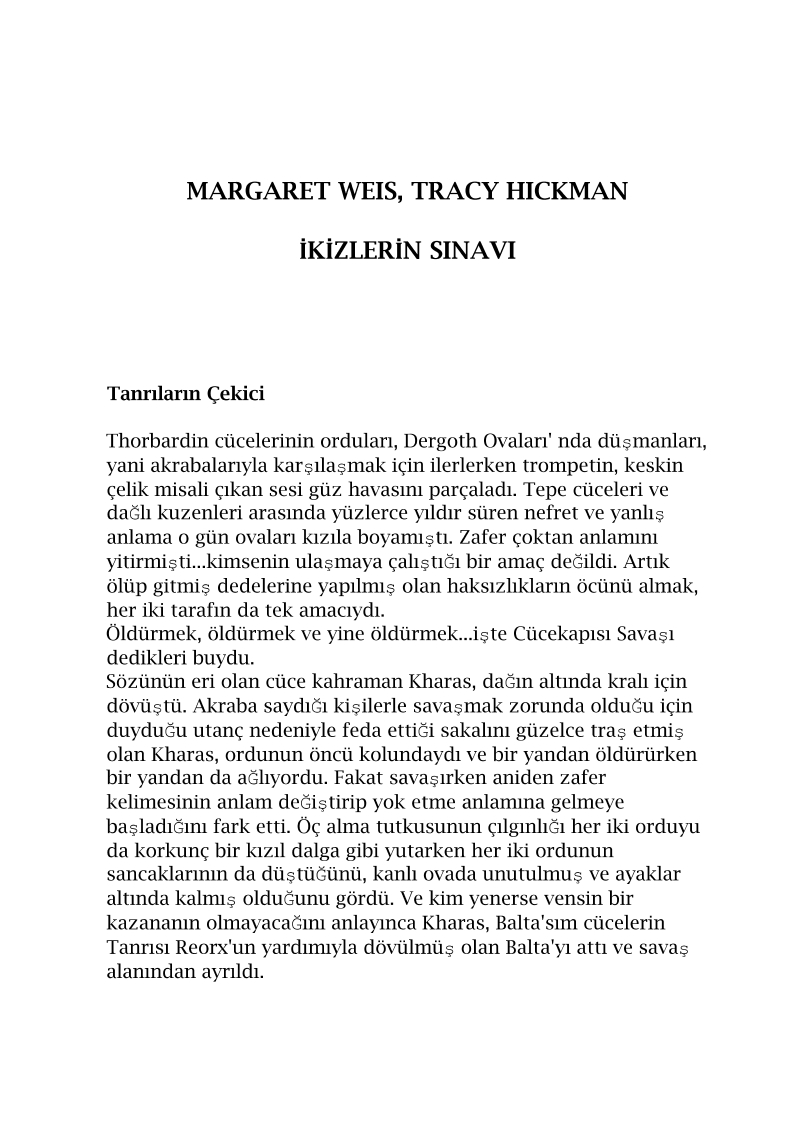 MARGARET WEIS, TRACY HICKMAN
İKİZLERİN SINAVI
Tanrıların Çekici
Thorbardin cücelerinin orduları, Dergoth Ovaları' nda düşmanları,
yani akrabalarıyla karşılaşmak için ilerlerken trompetin, keskin
çelik misali çıkan sesi güz havasını parçaladı. Tepe cüceleri ve
dağlı kuzenleri arasında yüzlerce yıldır süren nefret ve yanlış
anlama o gün ovaları kızıla boyamıştı. Zafer çoktan anlamını
yitirmişti...kimsenin ulaşmaya çalıştığı bir amaç değildi. Artık
ölüp gitmiş dedelerine yapılmış olan haksızlıkların öcünü almak,
her iki tarafın da tek amacıydı.
Öldürmek, öldürmek ve yine öldürmek...işte Cücekapısı Savaşı
dedikleri buydu.
Sözünün eri olan cüce kahraman Kharas, dağın altında kralı için
dövüştü. Akraba saydığı kişilerle savaşmak zorunda olduğu için
duyduğu utanç nedeniyle feda ettiği sakalını güzelce traş etmiş
olan Kharas, ordunun öncü kolundaydı ve bir yandan öldürürken
bir yandan da ağlıyordu. Fakat savaşırken aniden zafer
kelimesinin anlam değiştirip yok etme anlamına gelmeye
başladığını fark etti. Öç alma tutkusunun çılgınlığı her iki orduyu
da korkunç bir kızıl dalga gibi yutarken her iki ordunun
sancaklarının da düştüğünü, kanlı ovada unutulmuş ve ayaklar
altında kalmış olduğunu gördü. Ve kim yenerse vensin bir
kazananın olmayacağını anlayınca Kharas, Balta'sım cücelerin
Tanrısı Reorx'un yardımıyla dövülmüş olan Balta'yı attı ve savaş
alanından ayrıldı.